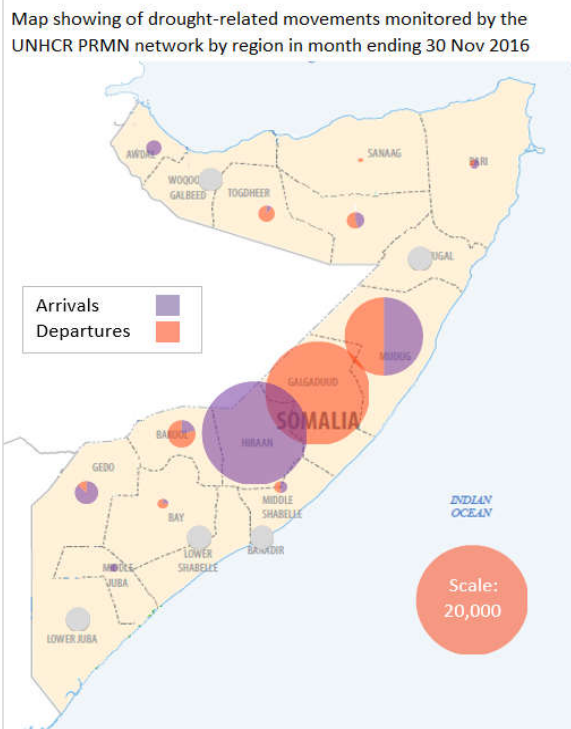 Map showing of drought-related movements monitored by the
UNHCR PRMN network by region in month ending 30 Nov 2016
AWDAL
SANAAG
BARI
WOQOO
GALBEED
TOGDHEER
UGAL
Arrivals
Departures
MUDUG
GALGADUUD
SOMALIA
BAKOOL
HIRAAN
GEDO
MIDDLE
SHABELLE
BAY
INDIAN
OCEAN
LOWER
SHABELLE
BANADIR
MIDDLE
JUBA
Scale:
20,000
LOWER JUBA